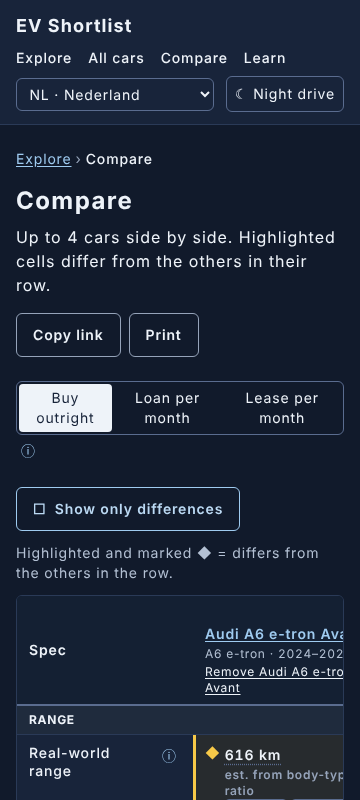 EV Shortlist
Explore All cars Compare Learn
NL · Nederland ☾ Night drive
Explore › Compare
Compare
Up to 4 cars side by side. Highlighted
cells differ from the others in their
row.
Copy link Print
Buy outright Loan per month Lease per month
ⓘ
☐ Show only differences
Highlighted and marked ◆ = differs from
the others in the row.
Spec
Audi A6 e-tron Ava
A6 e-tron · 2024–202
Remove Audi A6 e-tro
Avant
RANGE
Real-world range ⓘ
◆ 616 km
est. from body-typ
ratio